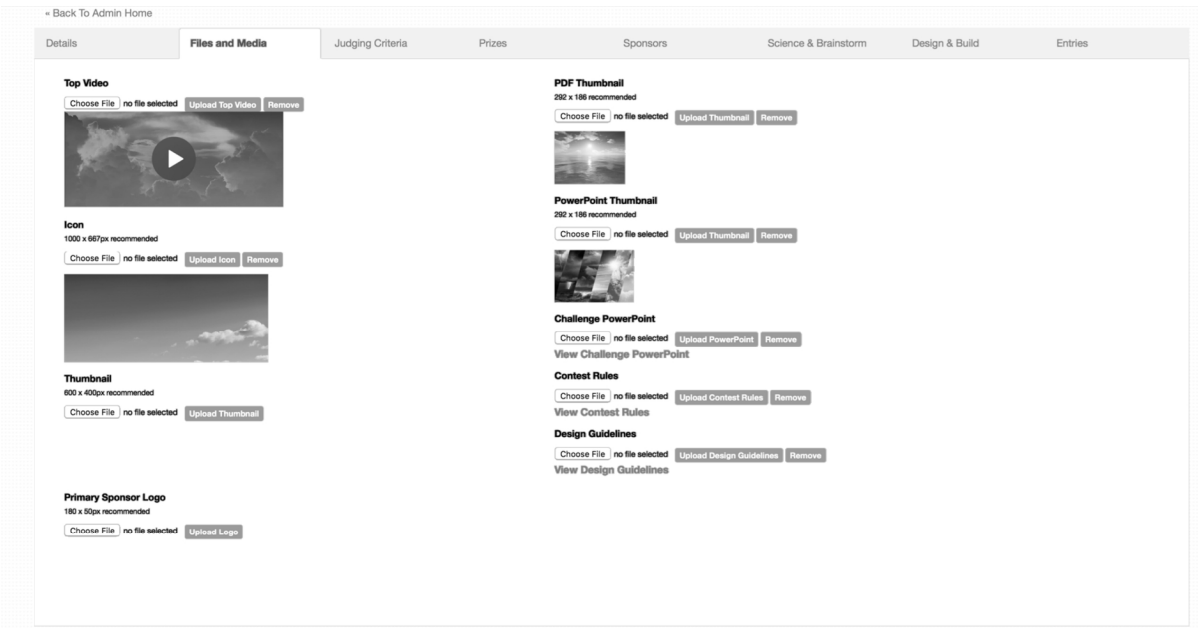 « Back To Admin Home
Details Files and Media Judging Criteria Prizes Sponsors Science & Brainstorm Design & Build Entries
Top Video
Choose File no file selected Upload Top Video Remove
Icon
1000 x 667px recommended
Choose File no file selected Upload Icon Remove
Thumbnail
600 x 400px recommended
Choose File no file selected Upload Thumbnail
Primary Sponsor Logo
180 x 50px recommended
Choose File no file selected Upload Logo
PDF Thumbnail
292 x 186 recommended
Choose File no file selected Upload Thumbnail Remove
PowerPoint Thumbnail
292 x 186 recommended
Choose File no file selected Upload Thumbnail Remove
Challenge PowerPoint
Choose File no file selected Upload PowerPoint Remove
View Challenge PowerPoint
Contest Rules
Choose File no file selected Upload Contest Rules Remove
View Contest Rules
Design Guidelines
Choose File no file selected Upload Design Guidelines Remove
View Design Guidelines